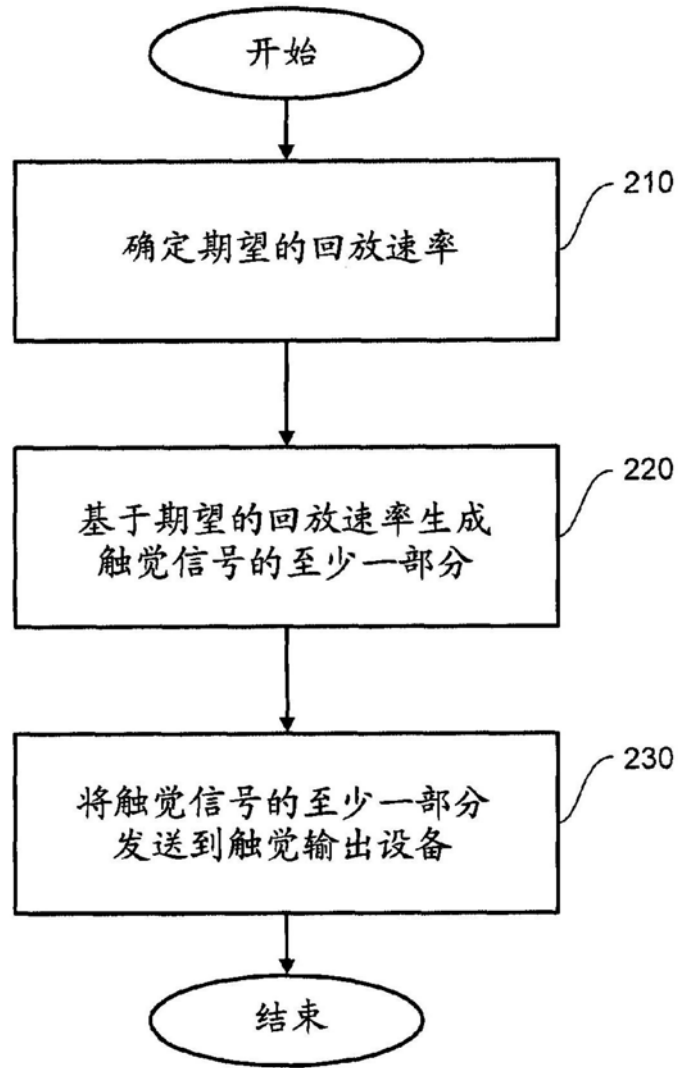 开始
210
确定期望的回放速率
220
基于期望的回放速率生成
触觉信号的至少一部分
230
将触觉信号的至少一部分
发送到触觉输出设备
结束